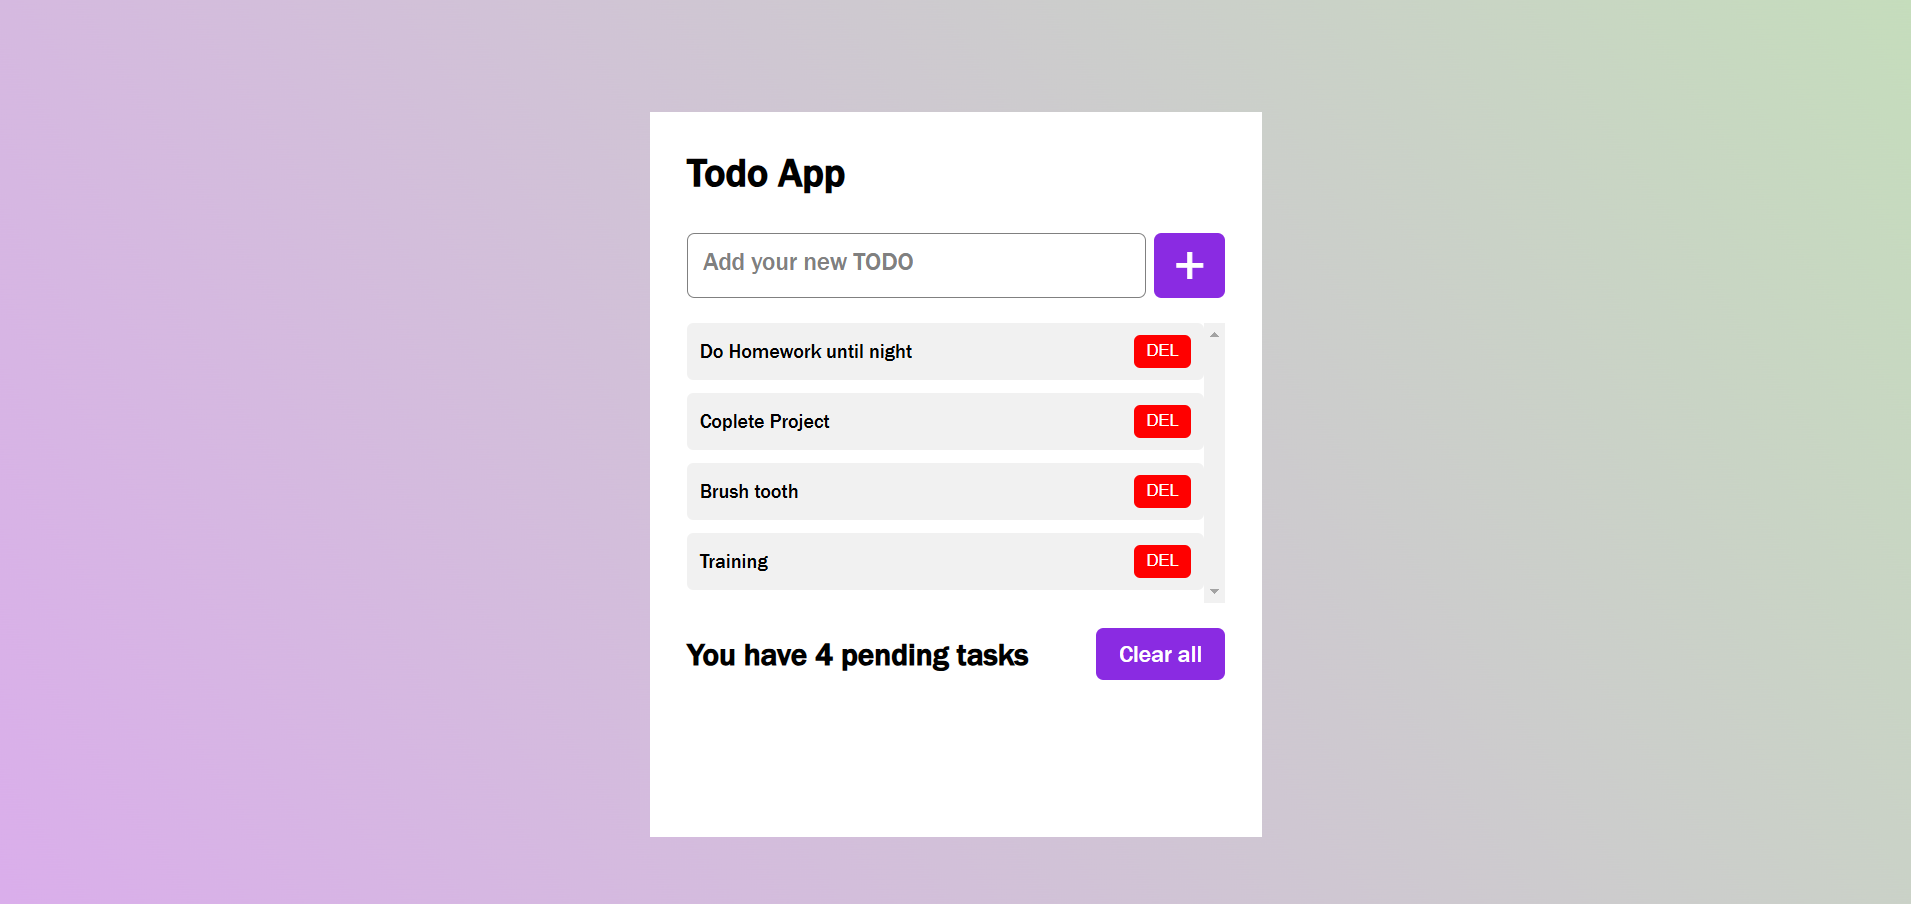 Todo App
Add your new TODO
+
Do Homework until night DEL
Coplete Project DEL
Brush tooth DEL
Training DEL
You have 4 pending tasks Clear all